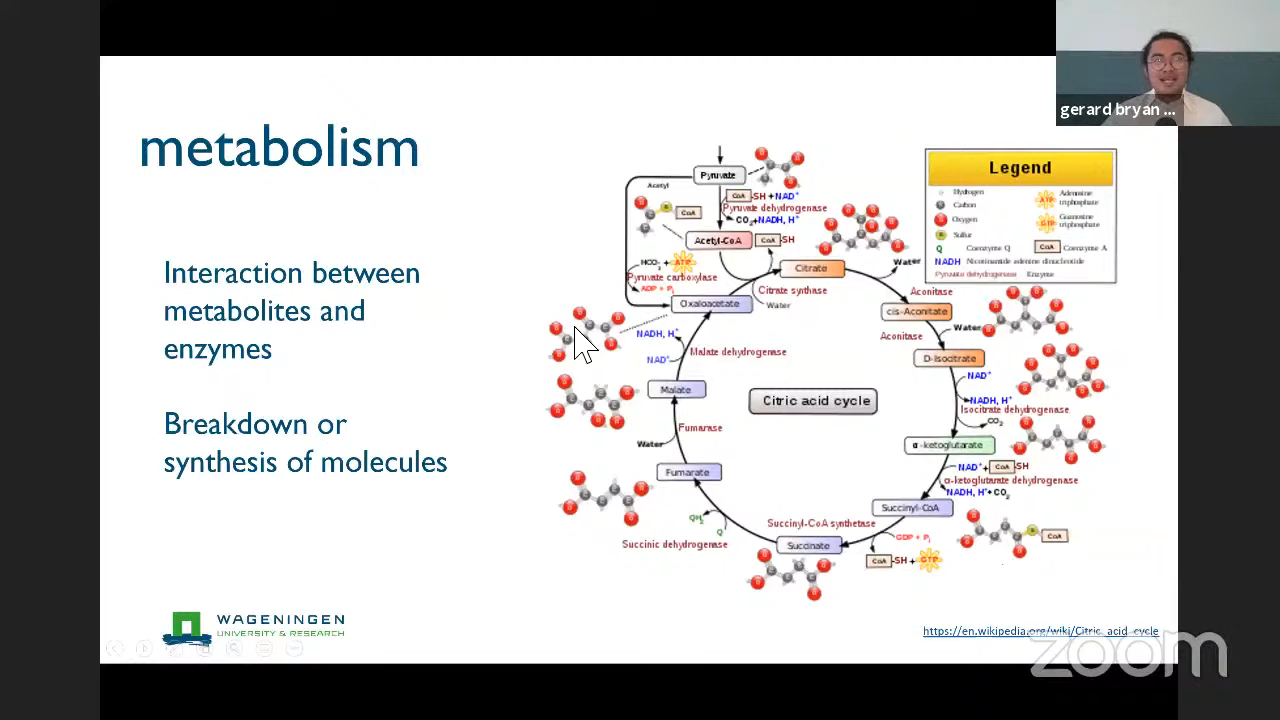 gerard bryan ...
metabolism
Interaction between
metabolites and
enzymes
Breakdown or
synthesis of molecules
Pyruvate
Acetyl
CoA
CoA-SH + NAD+
Pyruvate dehydrogenase
CO2+NADH, H+
Acetyl-CoA
CoA-SH
HCO3- + ATP
Pyruvate carboxylase
ADP + Pi
Citrate
Citrate synthase
Water
Water
Oxaloacetate
Aconitase
cis-Aconitate
Water
Aconitase
D-Isocitrate
NAD+
NADH, H+
Isocitrate dehydrogenase
CO2
α-ketoglutarate
NAD++CoA-SH
α-ketoglutarate dehydrogenase
NADH, H++CO2
Succinyl-CoA
CoA
GDP + Pi
Succinyl-CoA synthetase
CoA-SH + GTP
Succinate
QH2
Q
Succinic dehydrogenase
Fumarate
Water
Fumarase
Malate
NADH, H+
NAD+
Malate dehydrogenase
Citric acid cycle
Legend
Hydrogen
Carbon
Oxygen
Sulfur
Q Coenzyme Q
NADH Nicotinamide adenine dinucleotide
Pyruvate dehydrogenase Enzyme
ATP Adenosine
triphosphate
GTP Guanosine
triphosphate
CoA Coenzyme A
WAGENINGEN
UNIVERSITY & RESEARCH
https://en.wikipedia.org/wiki/Citric_acid_cycle
zoom